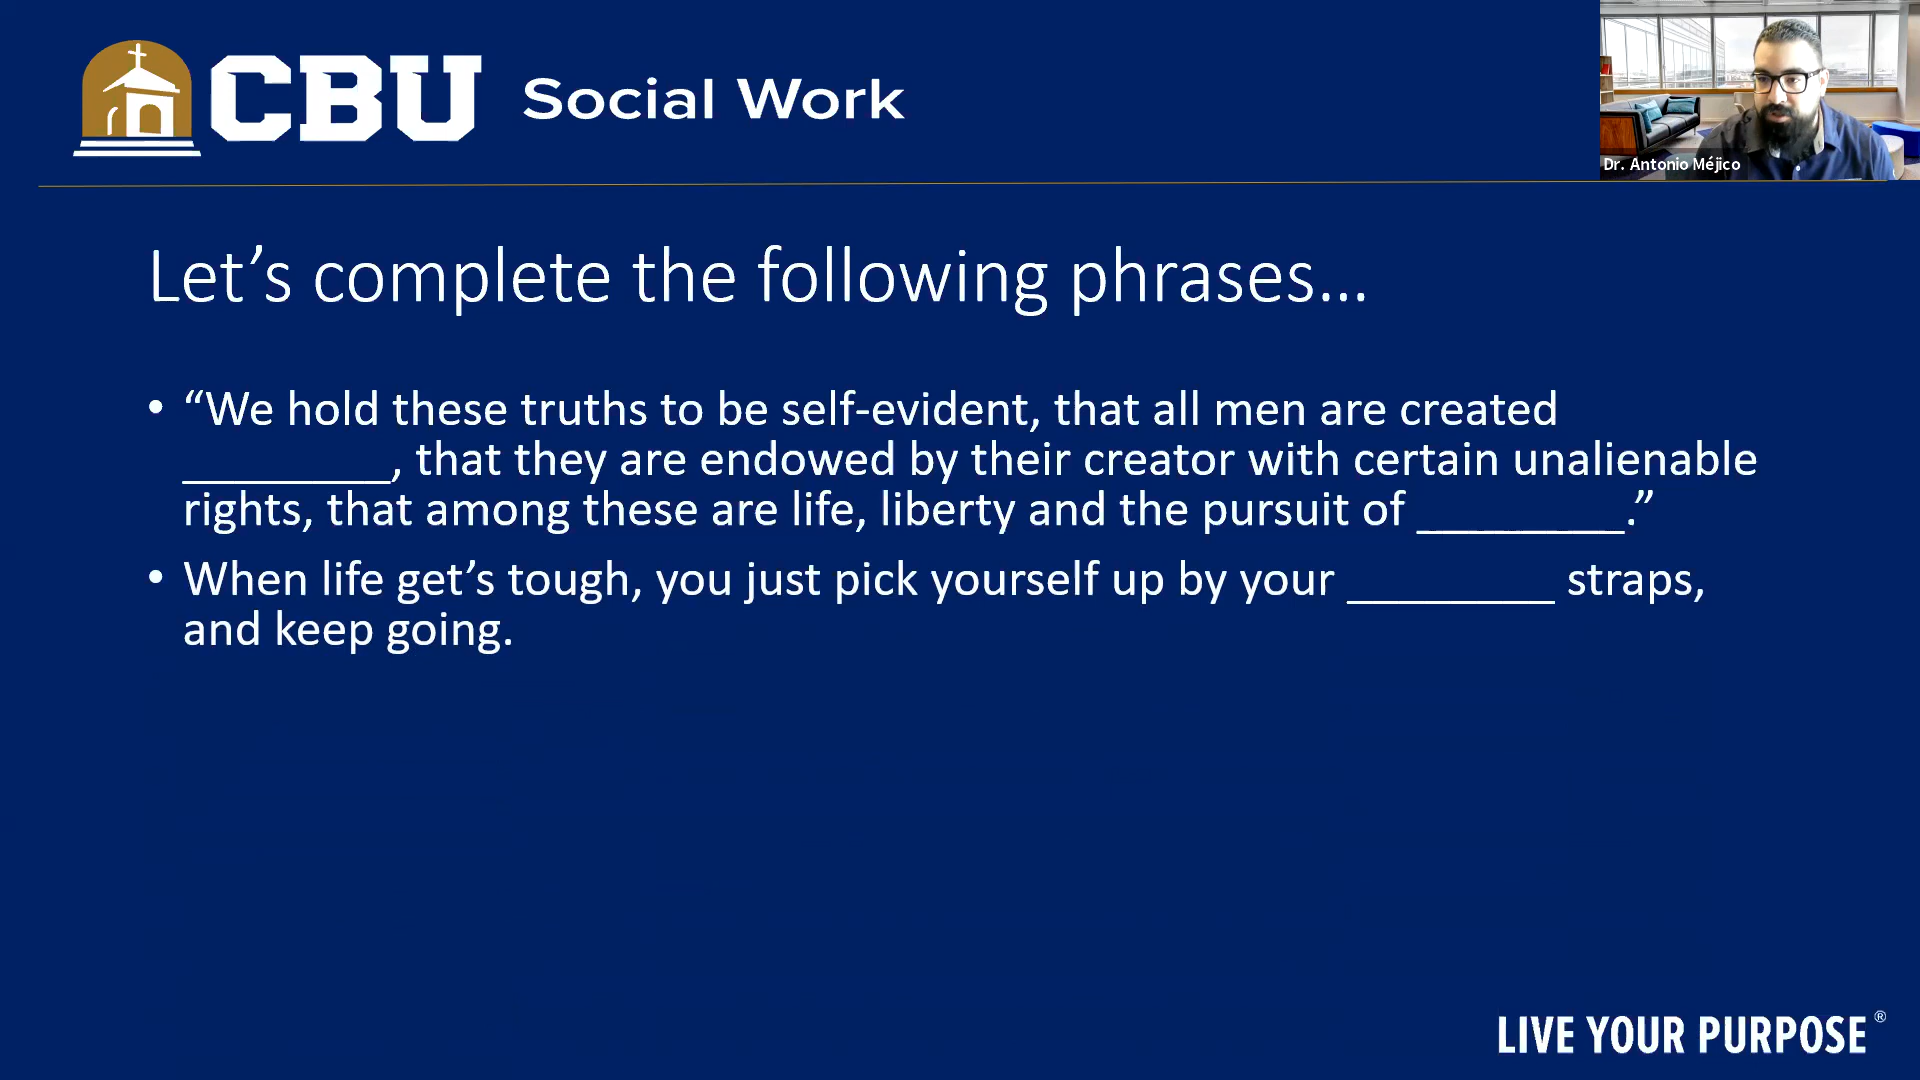 CBU Social Work
Dr. Antonio Méjico
Let’s complete the following phrases...
• “We hold these truths to be self-evident, that all men are created
_________, that they are endowed by their creator with certain unalienable
rights, that among these are life, liberty and the pursuit of _________.”
• When life get’s tough, you just pick yourself up by your _________ straps,
and keep going.
LIVE YOUR PURPOSE®